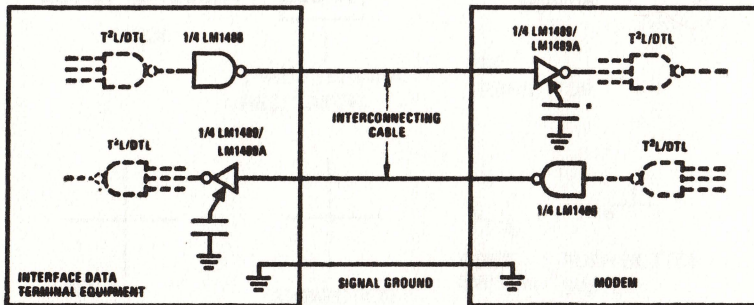 T²L/DTL
1/4 LM1488
1/4 LM1489/
LM1489A
T²L/DTL
INTERCONNECTING
CABLE
T²L/DTL
1/4 LM1489/
LM1489A
T²L/DTL
1/4 LM1488
INTERFACE DATA
TERMINAL EQUIPMENT
SIGNAL GROUND
MODEM